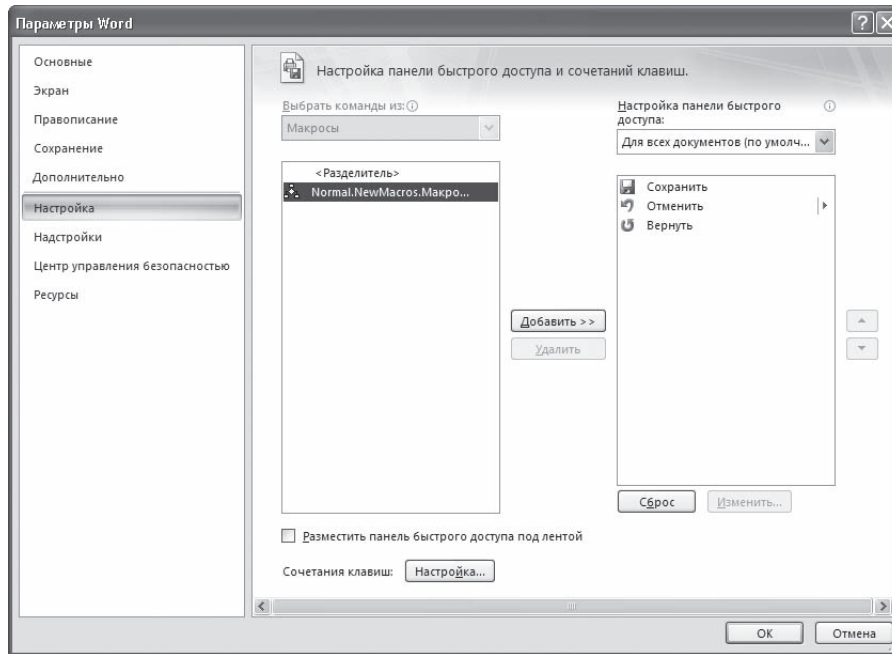 Параметры Word
Основные
Экран
Правописание
Сохранение
Дополнительно
Настройка
Надстройки
Центр управления безопасностью
Ресурсы
Настройка панели быстрого доступа и сочетаний клавиш.
Выбрать команды из:
Макросы
<Разделитель>
Normal.NewMacros.Макро...
Добавить >>
Удалить
Настройка панели быстрого
доступа:
Для всех документов (по умолч...
Сохранить
Отменить
Вернуть
Сброс
Изменить...
Разместить панель быстрого доступа под лентой
Сочетания клавиш:
Настройка...
ОК
Отмена